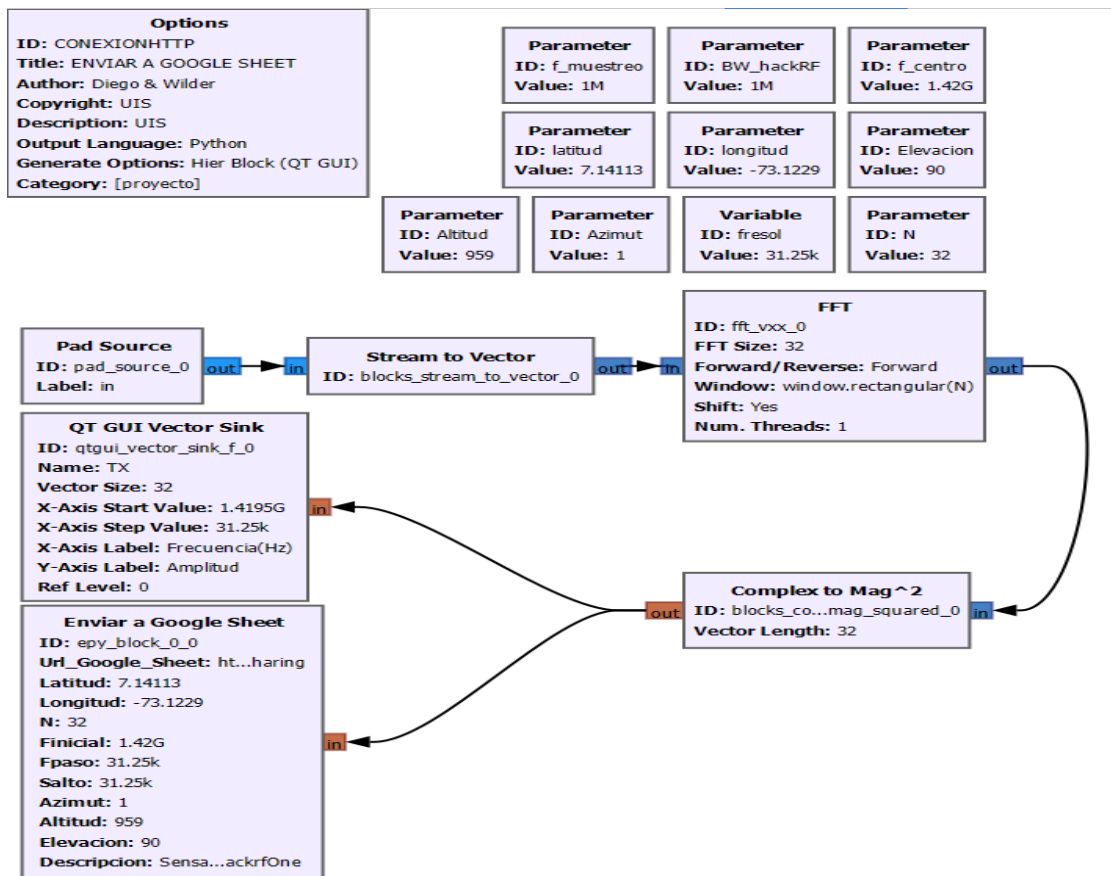 Options
ID: CONEXIONHTTP
Title: ENVIAR A GOOGLE SHEET
Author: Diego & Wilder
Copyright: UIS
Description: UIS
Output Language: Python
Generate Options: Hier Block (QT GUI)
Category: [proyecto]
Parameter
ID: f_muestreo
Value: 1M
Parameter
ID: BW_hackRF
Value: 1M
Parameter
ID: f_centro
Value: 1.42G
Parameter
ID: latitud
Value: 7.14113
Parameter
ID: longitud
Value: -73.1229
Parameter
ID: Elevacion
Value: 90
Parameter
ID: Altitud
Value: 959
Parameter
ID: Azimut
Value: 1
Variable
ID: fresol
Value: 31.25k
Parameter
ID: N
Value: 32
Pad Source
ID: pad_source_0
Label: in
out
in
Stream to Vector
ID: blocks_stream_to_vector_0
out
in
FFT
ID: fft_vxx_0
FFT Size: 32
Forward/Reverse: Forward
Window: window.rectangular(N)
Shift: Yes
Num. Threads: 1
out
QT GUI Vector Sink
ID: qtgui_vector_sink_f_0
Name: TX
Vector Size: 32
X-Axis Start Value: 1.4195G
X-Axis Step Value: 31.25k
X-Axis Label: Frecuencia(Hz)
Y-Axis Label: Amplitud
Ref Level: 0
in
Complex to Mag^2
ID: blocks_co...mag_squared_0
Vector Length: 32
out
in
Enviar a Google Sheet
ID: epy_block_0_0
Url_Google_Sheet: ht...haring
Latitud: 7.14113
Longitud: -73.1229
N: 32
Finicial: 1.42G
Fpaso: 31.25k
Salto: 31.25k
Azimut: 1
Altitud: 959
Elevacion: 90
Descripcion: Sensa...ackrfOne
in